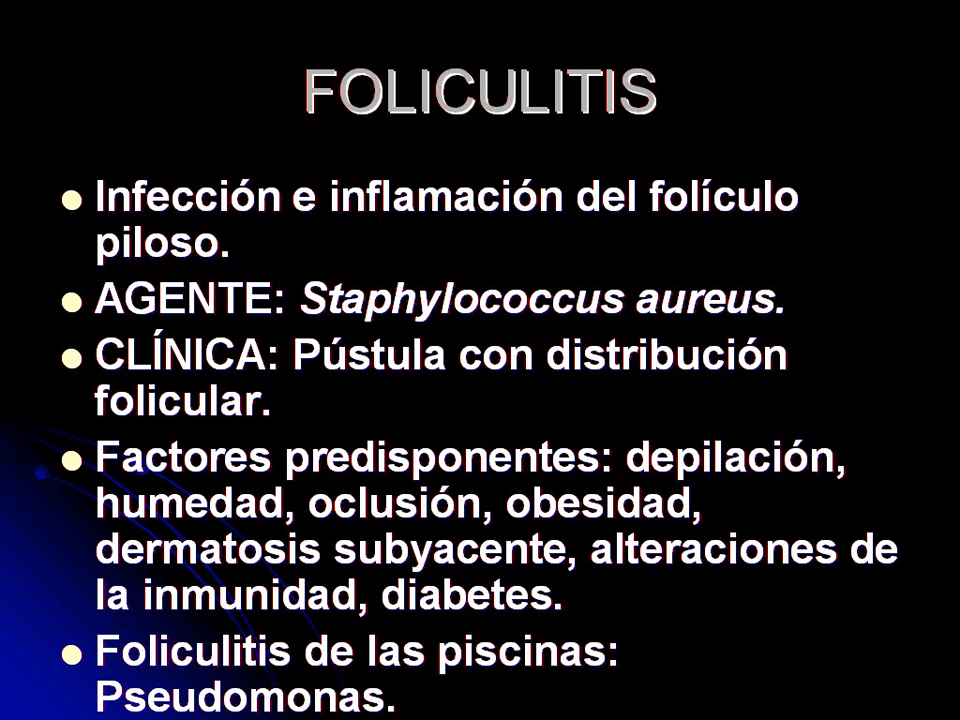 FOLICULITIS
Infección e inflamación del folículo
piloso.
AGENTE: Staphylococcus aureus.
CLÍNICA: Pústula con distribución
folicular.
Factores predisponentes: depilación,
humedad, oclusión, obesidad,
dermatosis subyacente, alteraciones de
la inmunidad, diabetes.
Foliculitis de las piscinas:
Pseudomonas.